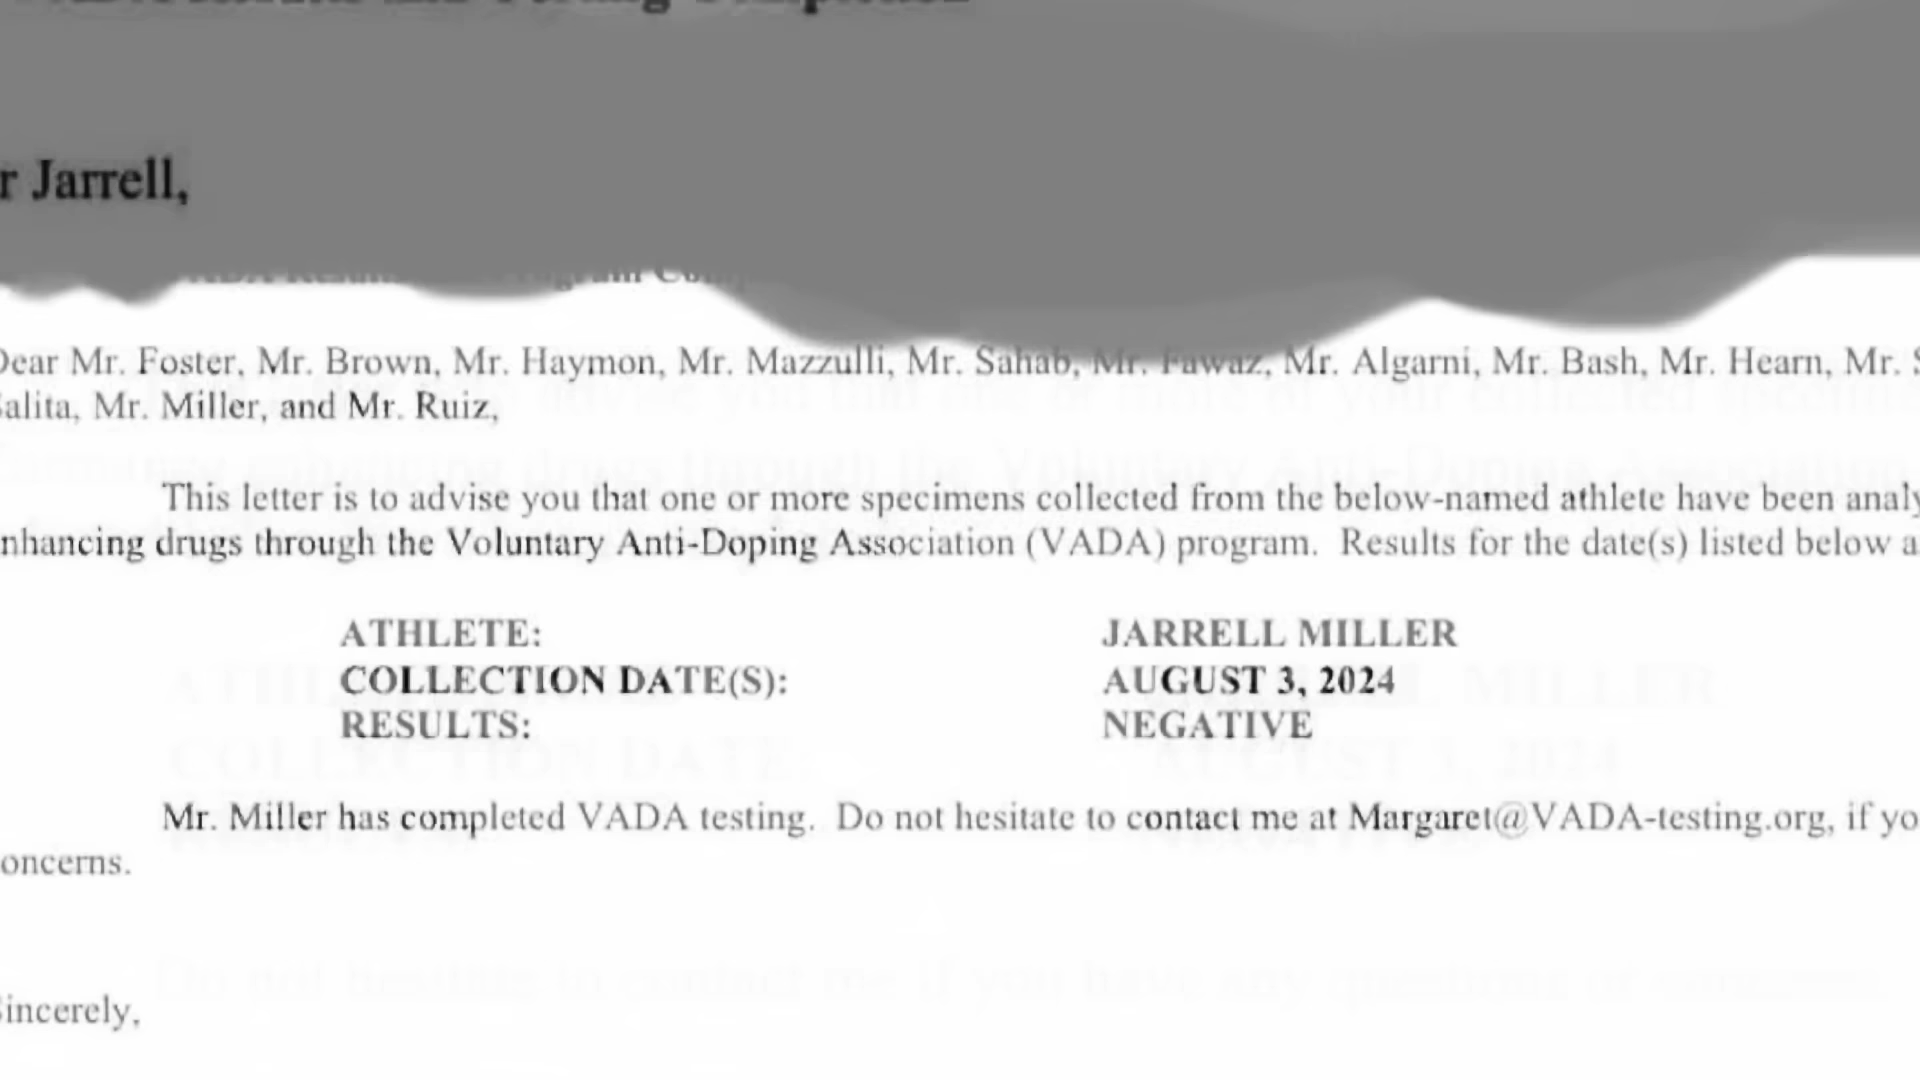 r Jarrell,
Dear Mr. Foster, Mr. Brown, Mr. Haymon, Mr. Mazzulli, Mr. Sahab, Mr. Fawaz, Mr. Algarni, Mr. Bash, Mr. Hearn, Mr. S
alita, Mr. Miller, and Mr. Ruiz,
This letter is to advise you that one or more specimens collected from the below-named athlete have been analy
nhancing drugs through the Voluntary Anti-Doping Association (VADA) program. Results for the date(s) listed below a
ATHLETE: JARRELL MILLER
COLLECTION DATE(S): AUGUST 3, 2024
RESULTS: NEGATIVE
Mr. Miller has completed VADA testing. Do not hesitate to contact me at Margaret@VADA-testing.org, if yo
oncerns.
Sincerely,